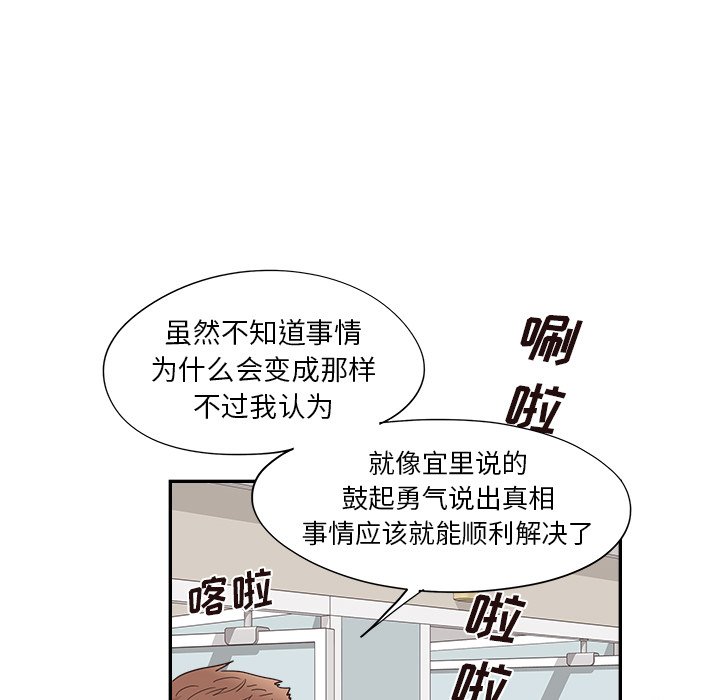 虽然不知道事情
为什么会变成那样
不过我认为
唰
啦
就像宜里说的
鼓起勇气说出真相
事情应该就能顺利解决了
喀啦
啦
啦